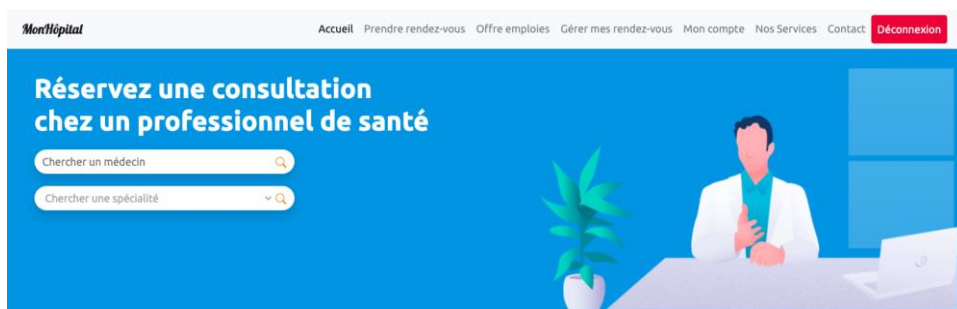 MonHôpital
Accueil Prendre rendez-vous Offre emploies Gérer mes rendez-vous Mon compte Nos Services Contact Déconnexion
Réservez une consultation
chez un professionnel de santé
Chercher un médecin
Chercher une spécialité